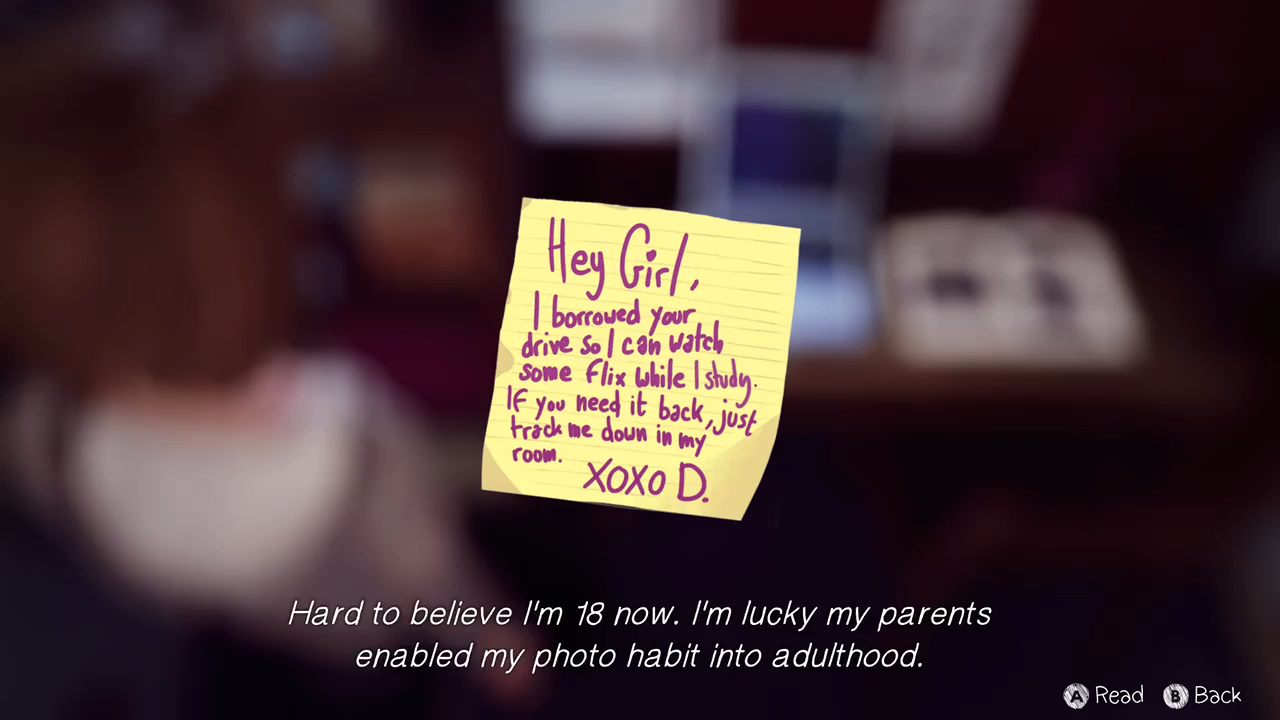 Hey Girl,
I borrowed your
drive so I can watch
some Flix while I study.
If you need it back, just
track me down in my
room.
XOXO D.
Hard to believe I'm 18 now. I'm lucky my parents
enabled my photo habit into adulthood.
A Read B Back